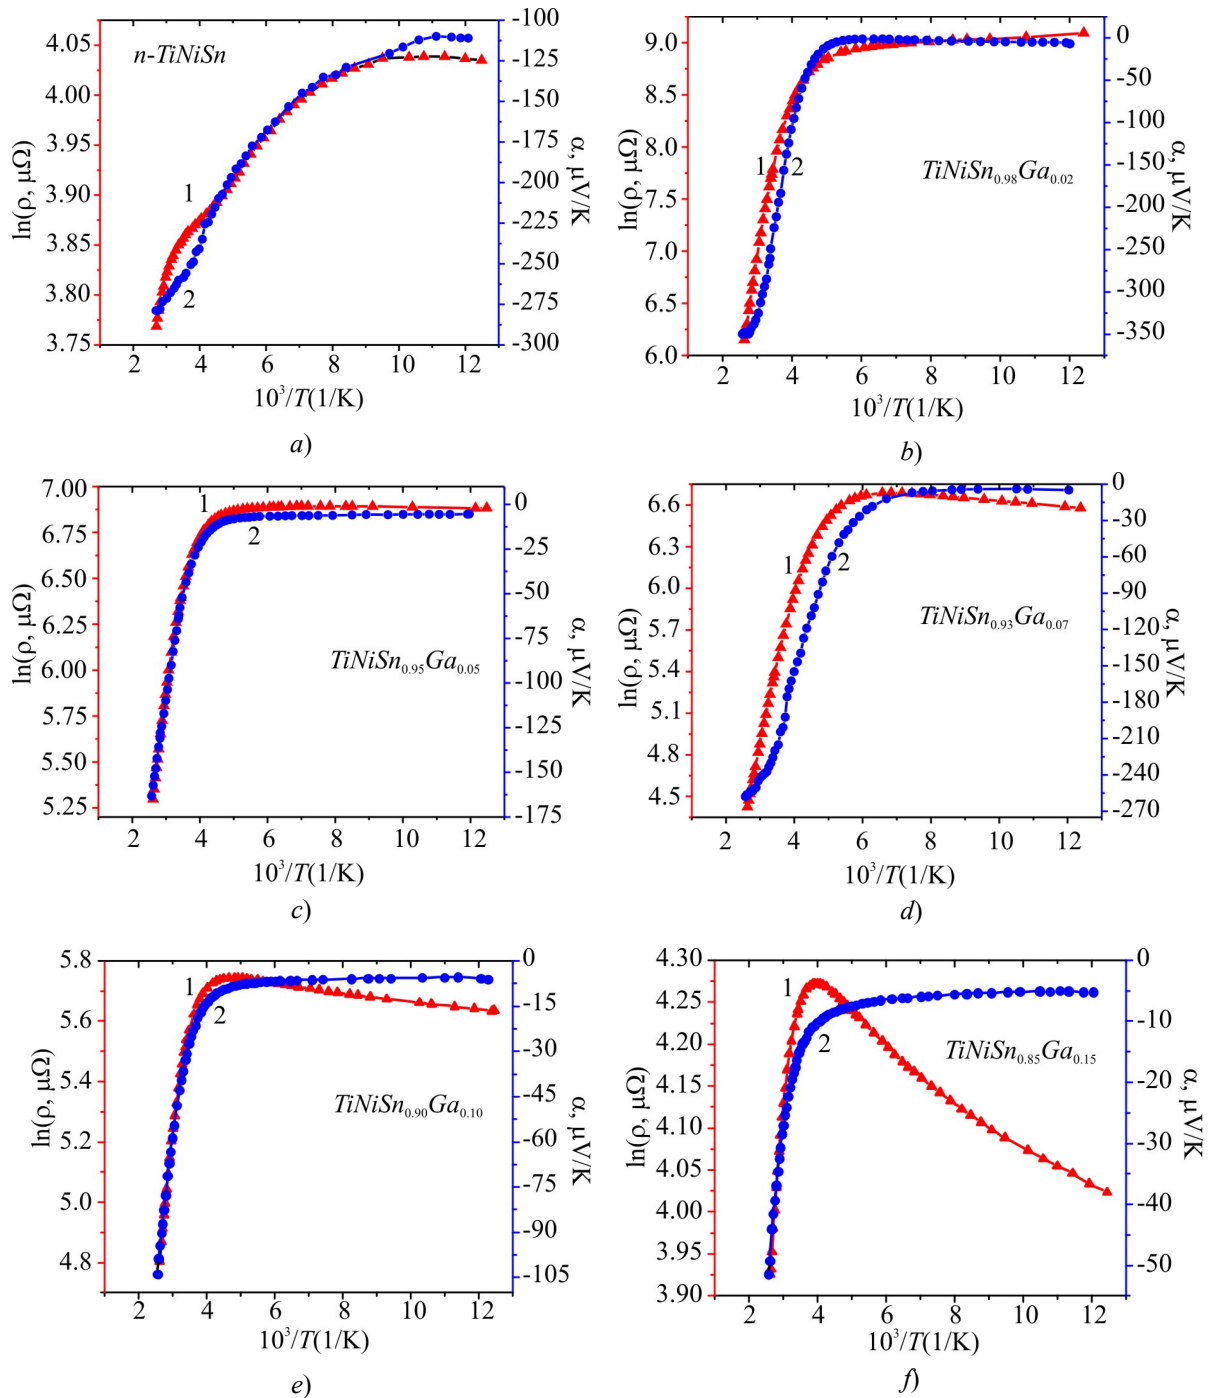 n-TiNiSn
ln(ρ, μΩ)
4.05
4.00
3.95
3.90
3.85
3.80
3.75
1
2
-100
-125
-150
-175
-200
-225
-250
-275
-300
α, μV/K
2 4 6 8 10 12
10³/T(1/K)
a)
TiNiSn₀.₉₈Ga₀.₀₂
ln(ρ, μΩ)
9.0
8.5
8.0
7.5
7.0
6.5
6.0
1 2
0
-50
-100
-150
-200
-250
-300
-350
α, μV/K
2 4 6 8 10 12
10³/T(1/K)
b)
TiNiSn₀.₉₅Ga₀.₀₅
ln(ρ, μΩ)
7.00
6.75
6.50
6.25
6.00
5.75
5.50
5.25
1
2
0
-25
-50
-75
-100
-125
-150
-175
α, μV/K
2 4 6 8 10 12
10³/T(1/K)
c)
TiNiSn₀.₉₃Ga₀.₀₇
ln(ρ, μΩ)
6.6
6.3
6.0
5.7
5.4
5.1
4.8
4.5
1 2
0
-30
-60
-90
-120
-150
-180
-210
-240
-270
α, μV/K
2 4 6 8 10 12
10³/T(1/K)
d)
TiNiSn₀.₉₀Ga₀.₁₀
ln(ρ, μΩ)
5.8
5.6
5.4
5.2
5.0
4.8
1
2
0
-15
-30
-45
-60
-75
-90
-105
α, μV/K
2 4 6 8 10 12
10³/T(1/K)
e)
TiNiSn₀.₈₅Ga₀.₁₅
ln(ρ, μΩ)
4.30
4.25
4.20
4.15
4.10
4.05
4.00
3.95
3.90
1
2
0
-10
-20
-30
-40
-50
α, μV/K
2 4 6 8 10 12
10³/T(1/K)
f)